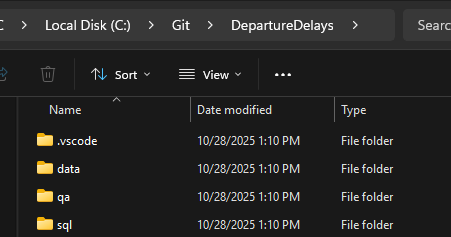 C > Local Disk (C:) > Git > DepartureDelays > Searc
Sort View ...
Name Date modified Type
.vscode 10/28/2025 1:10 PM File folder
data 10/28/2025 1:10 PM File folder
qa 10/28/2025 1:10 PM File folder
sql 10/28/2025 1:10 PM File folder